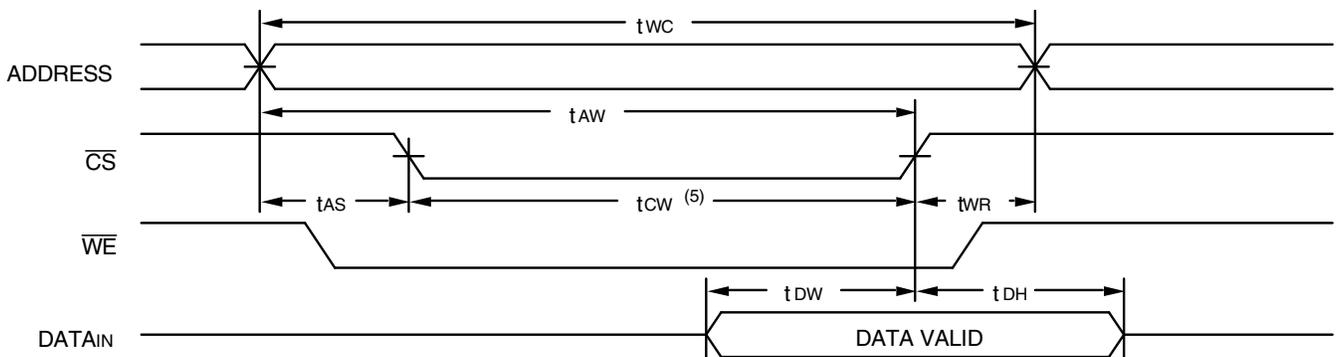 tWC
ADDRESS
tAW
CS
tAS
tCW (5)
tWR
WE
tDW
tDH
DATAIN
DATA VALID